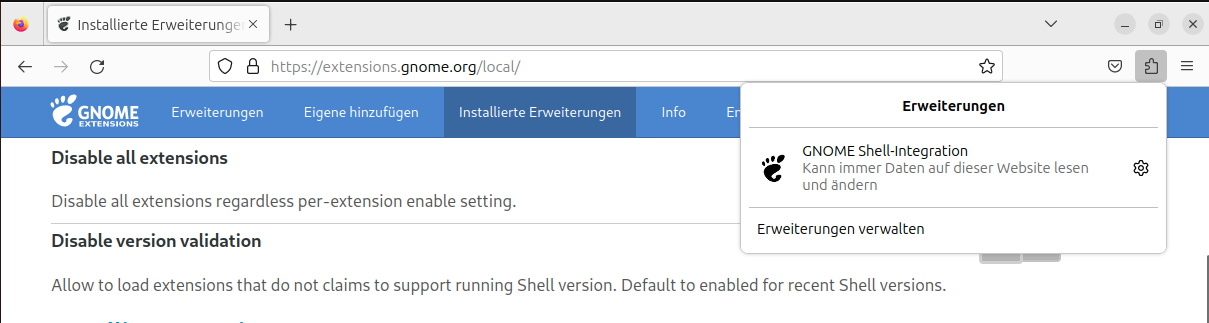 Installierte Erweiterunge
https://extensions.gnome.org/local/
GNOME
EXTENSIONS
Erweiterungen
Eigene hinzufügen
Installierte Erweiterungen
Info
Erweiterungen
GNOME Shell-Integration
Kann immer Daten auf dieser Website lesen
und ändern
Erweiterungen verwalten
Disable all extensions
Disable all extensions regardless per-extension enable setting.
Disable version validation
Allow to load extensions that do not claims to support running Shell version. Default to enabled for recent Shell versions.